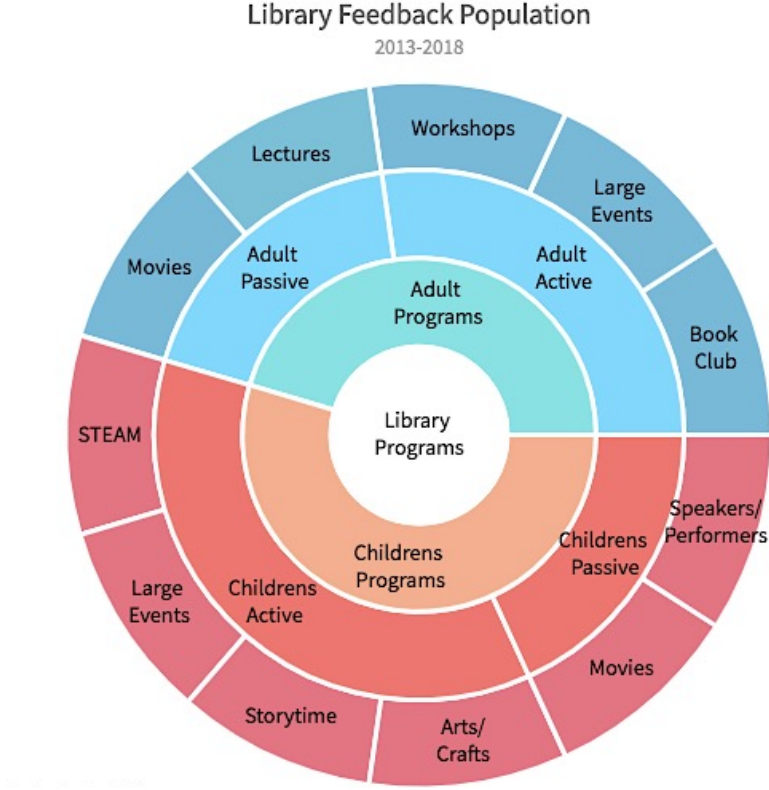 Library Feedback Population
2013-2018
Workshops
Lectures
Large
Events
Adult
Passive
Adult
Active
Movies
Adult
Programs
Book
Club
Library
Programs
STEAM
Speakers/
Performers
Childrens
Programs
Childrens
Passive
Large
Events
Childrens
Active
Movies
Storytime
Arts/
Crafts